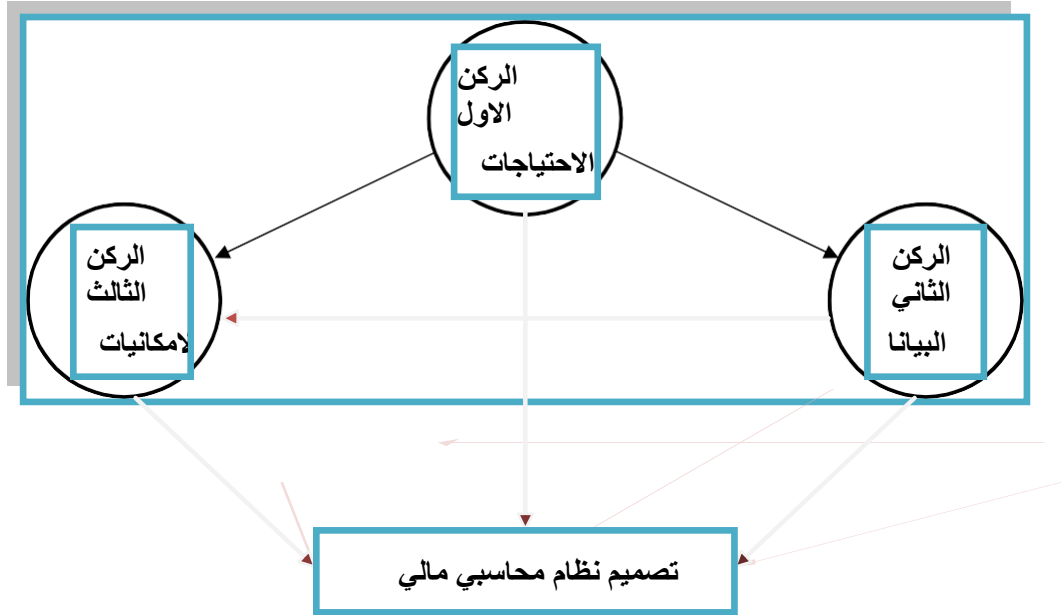 الركن
الاول
الاحتياجات
الركن
الثاني
البيانا
الركن
الثالث
لامكانيات
تصميم نظام محاسبي مالي